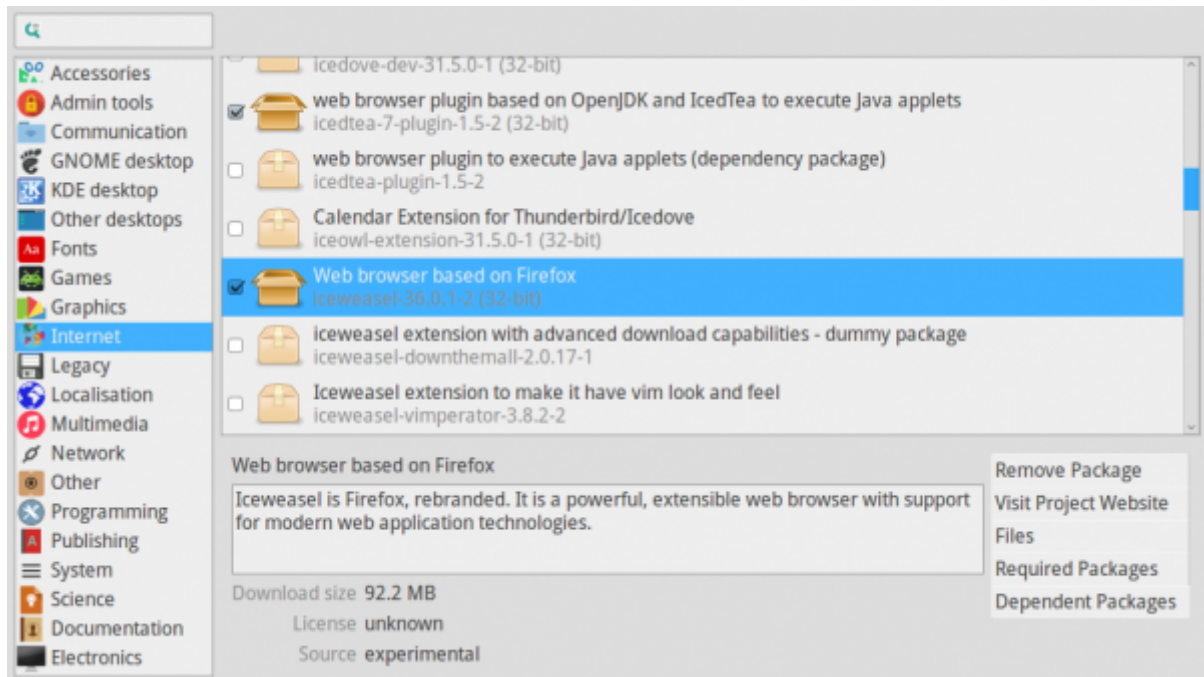 Accessories
Admin tools
Communication
GNOME desktop
KDE desktop
Other desktops
Aa Fonts
Games
Graphics
Internet
Legacy
Localisation
Multimedia
Network
Other
Programming
Publishing
System
Science
Documentation
Electronics
icedove-dev-31.5.0-1 (32-bit)
web browser plugin based on OpenJDK and IcedTea to execute Java applets
icedtea-7-plugin-1.5-2 (32-bit)
web browser plugin to execute Java applets (dependency package)
icedtea-plugin-1.5-2
Calendar Extension for Thunderbird/Icedove
iceowl-extension-31.5.0-1 (32-bit)
Web browser based on Firefox
iceweasel-36.0.1-2 (32-bit)
iceweasel extension with advanced download capabilities - dummy package
iceweasel-downthemall-2.0.17-1
Iceweasel extension to make it have vim look and feel
iceweasel-vimperator-3.8.2-2
Web browser based on Firefox
Iceweasel is Firefox, rebranded. It is a powerful, extensible web browser with support
for modern web application technologies.
Download size 92.2 MB
License unknown
Source experimental
Remove Package
Visit Project Website
Files
Required Packages
Dependent Packages